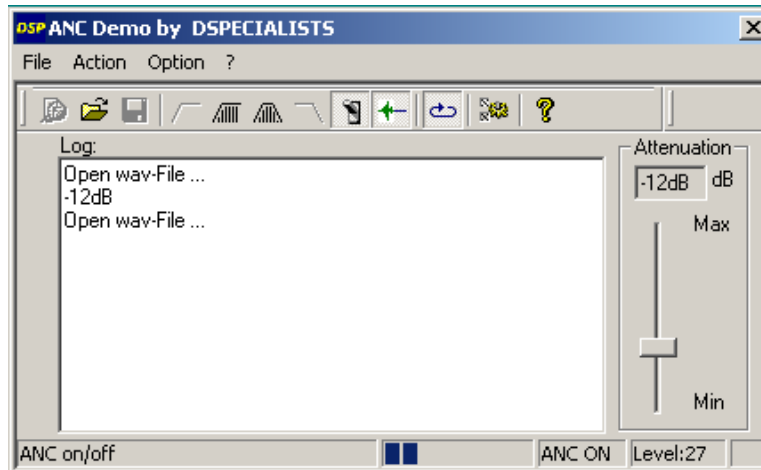 DSP ANC Demo by DSPECIALISTS
File Action Option ?
Log:
Open wav-File ...
-12dB
Open wav-File ...
Attenuation
-12dB dB
Max
Min
ANC on/off ANC ON Level:27